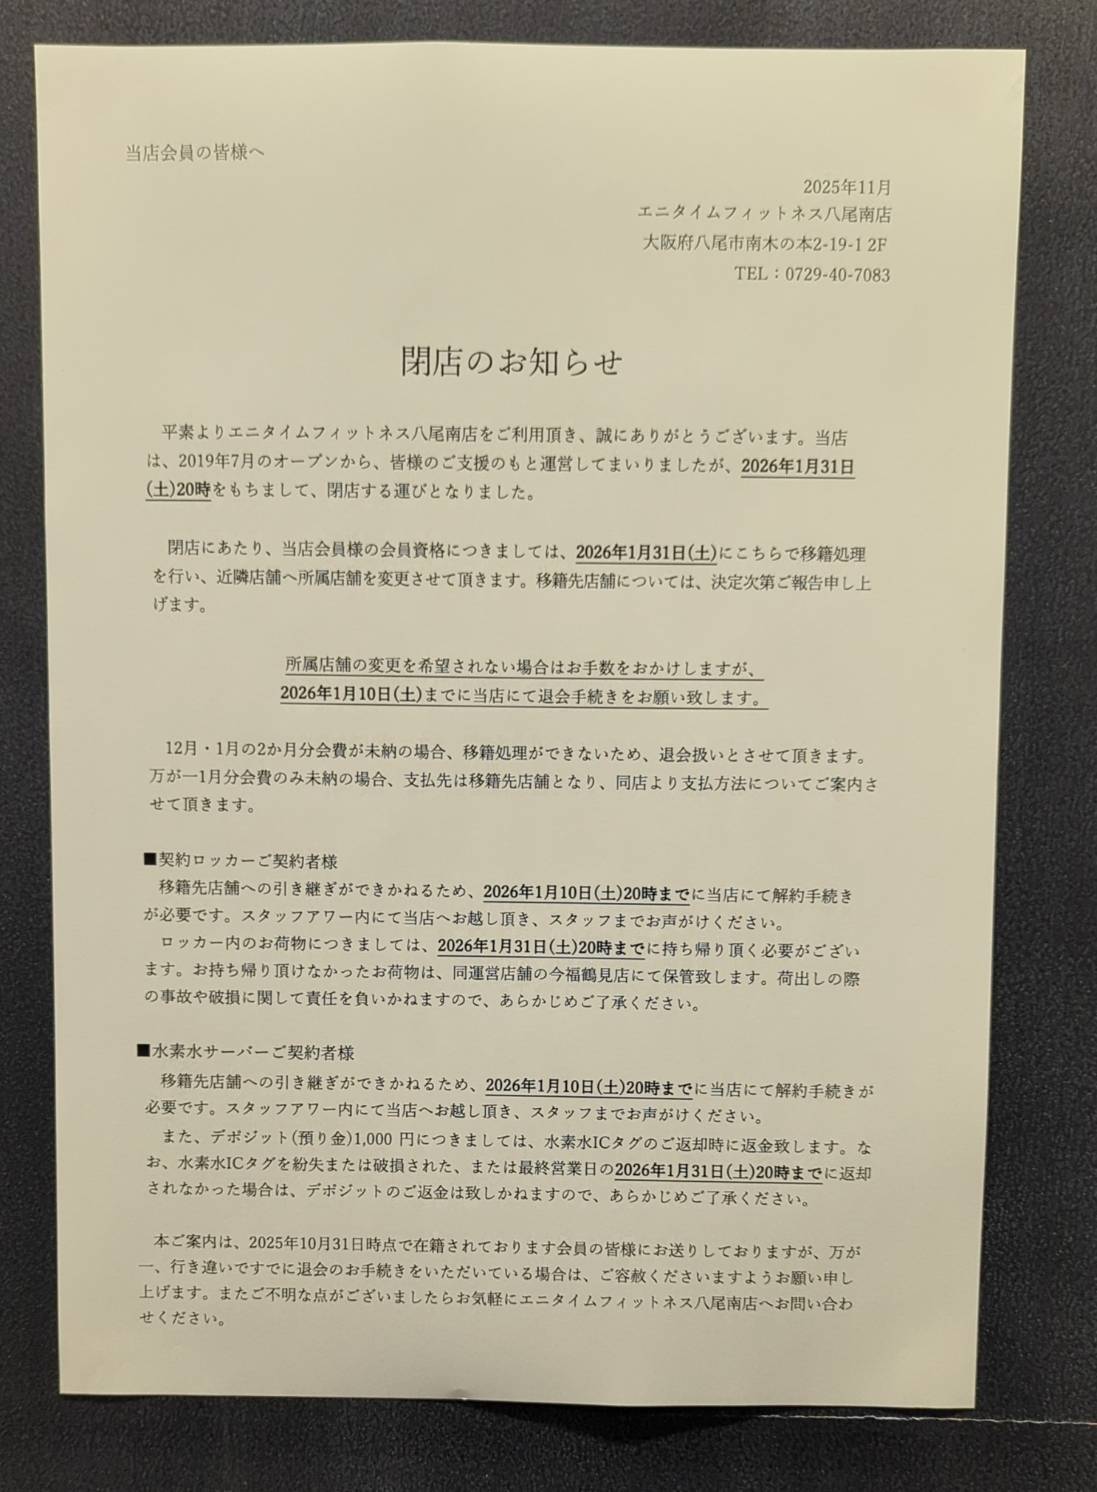 当店会員の皆様へ
2025年11月
エニタイムフィットネス八尾南店
大阪府八尾市南木の本2-19-1 2F
TEL：0729-40-7083
閉店のお知らせ
平素よりエニタイムフィットネス八尾南店をご利用頂き、誠にありがとうございます。当店
は、2019年7月のオープンから、皆様のご支援のもと運営してまいりましたが、2026年1月31日
(土)20時をもちまして、閉店する運びとなりました。
閉店にあたり、当店会員様の会員資格につきましては、2026年1月31日(土)にこちらで移籍処理
を行い、近隣店舗へ所属店舗を変更させて頂きます。移籍先店舗については、決定次第ご報告申し上
げます。
所属店舗の変更を希望されない場合はお手数をおかけしますが、
2026年1月10日(土)までに当店にて退会手続きをお願い致します。
12月・1月の2か月分会費が未納の場合、移籍処理ができないため、退会扱いとさせて頂きます。
万が一1月分会費のみ未納の場合、支払先は移籍先店舗となり、同店より支払方法についてご案内さ
せて頂きます。
■契約ロッカーご契約者様
移籍先店舗への引き継ぎができかねるため、2026年1月10日(土)20時までに当店にて解約手続き
が必要です。スタッフアワー内にて当店へお越し頂き、スタッフまでお声がけください。
ロッカー内のお荷物につきましては、2026年1月31日(土)20時までに持ち帰り頂く必要がござい
ます。お持ち帰り頂けなかったお荷物は、同運営店舗の今福鶴見店にて保管致します。荷出しの際
の事故や破損に関して責任を負いかねますので、あらかじめご了承ください。
■水素水サーバーご契約者様
移籍先店舗への引き継ぎができかねるため、2026年1月10日(土)20時までに当店にて解約手続きが
必要です。スタッフアワー内にて当店へお越し頂き、スタッフまでお声がけください。
また、デポジット(預り金)1,000 円につきましては、水素水ICタグのご返却時に返金致します。な
お、水素水ICタグを紛失または破損された、または最終営業日の2026年1月31日(土)20時までに返却
されなかった場合は、デポジットのご返金は致しかねますので、あらかじめご了承ください。
本ご案内は、2025年10月31日時点で在籍されております会員の皆様にお送りしておりますが、万が
一、行き違いですでに退会のお手続きをいただいている場合は、ご容赦くださいますようお願い申し
上げます。またご不明な点がございましたらお気軽にエニタイムフィットネス八尾南店へお問い合わ
せください。